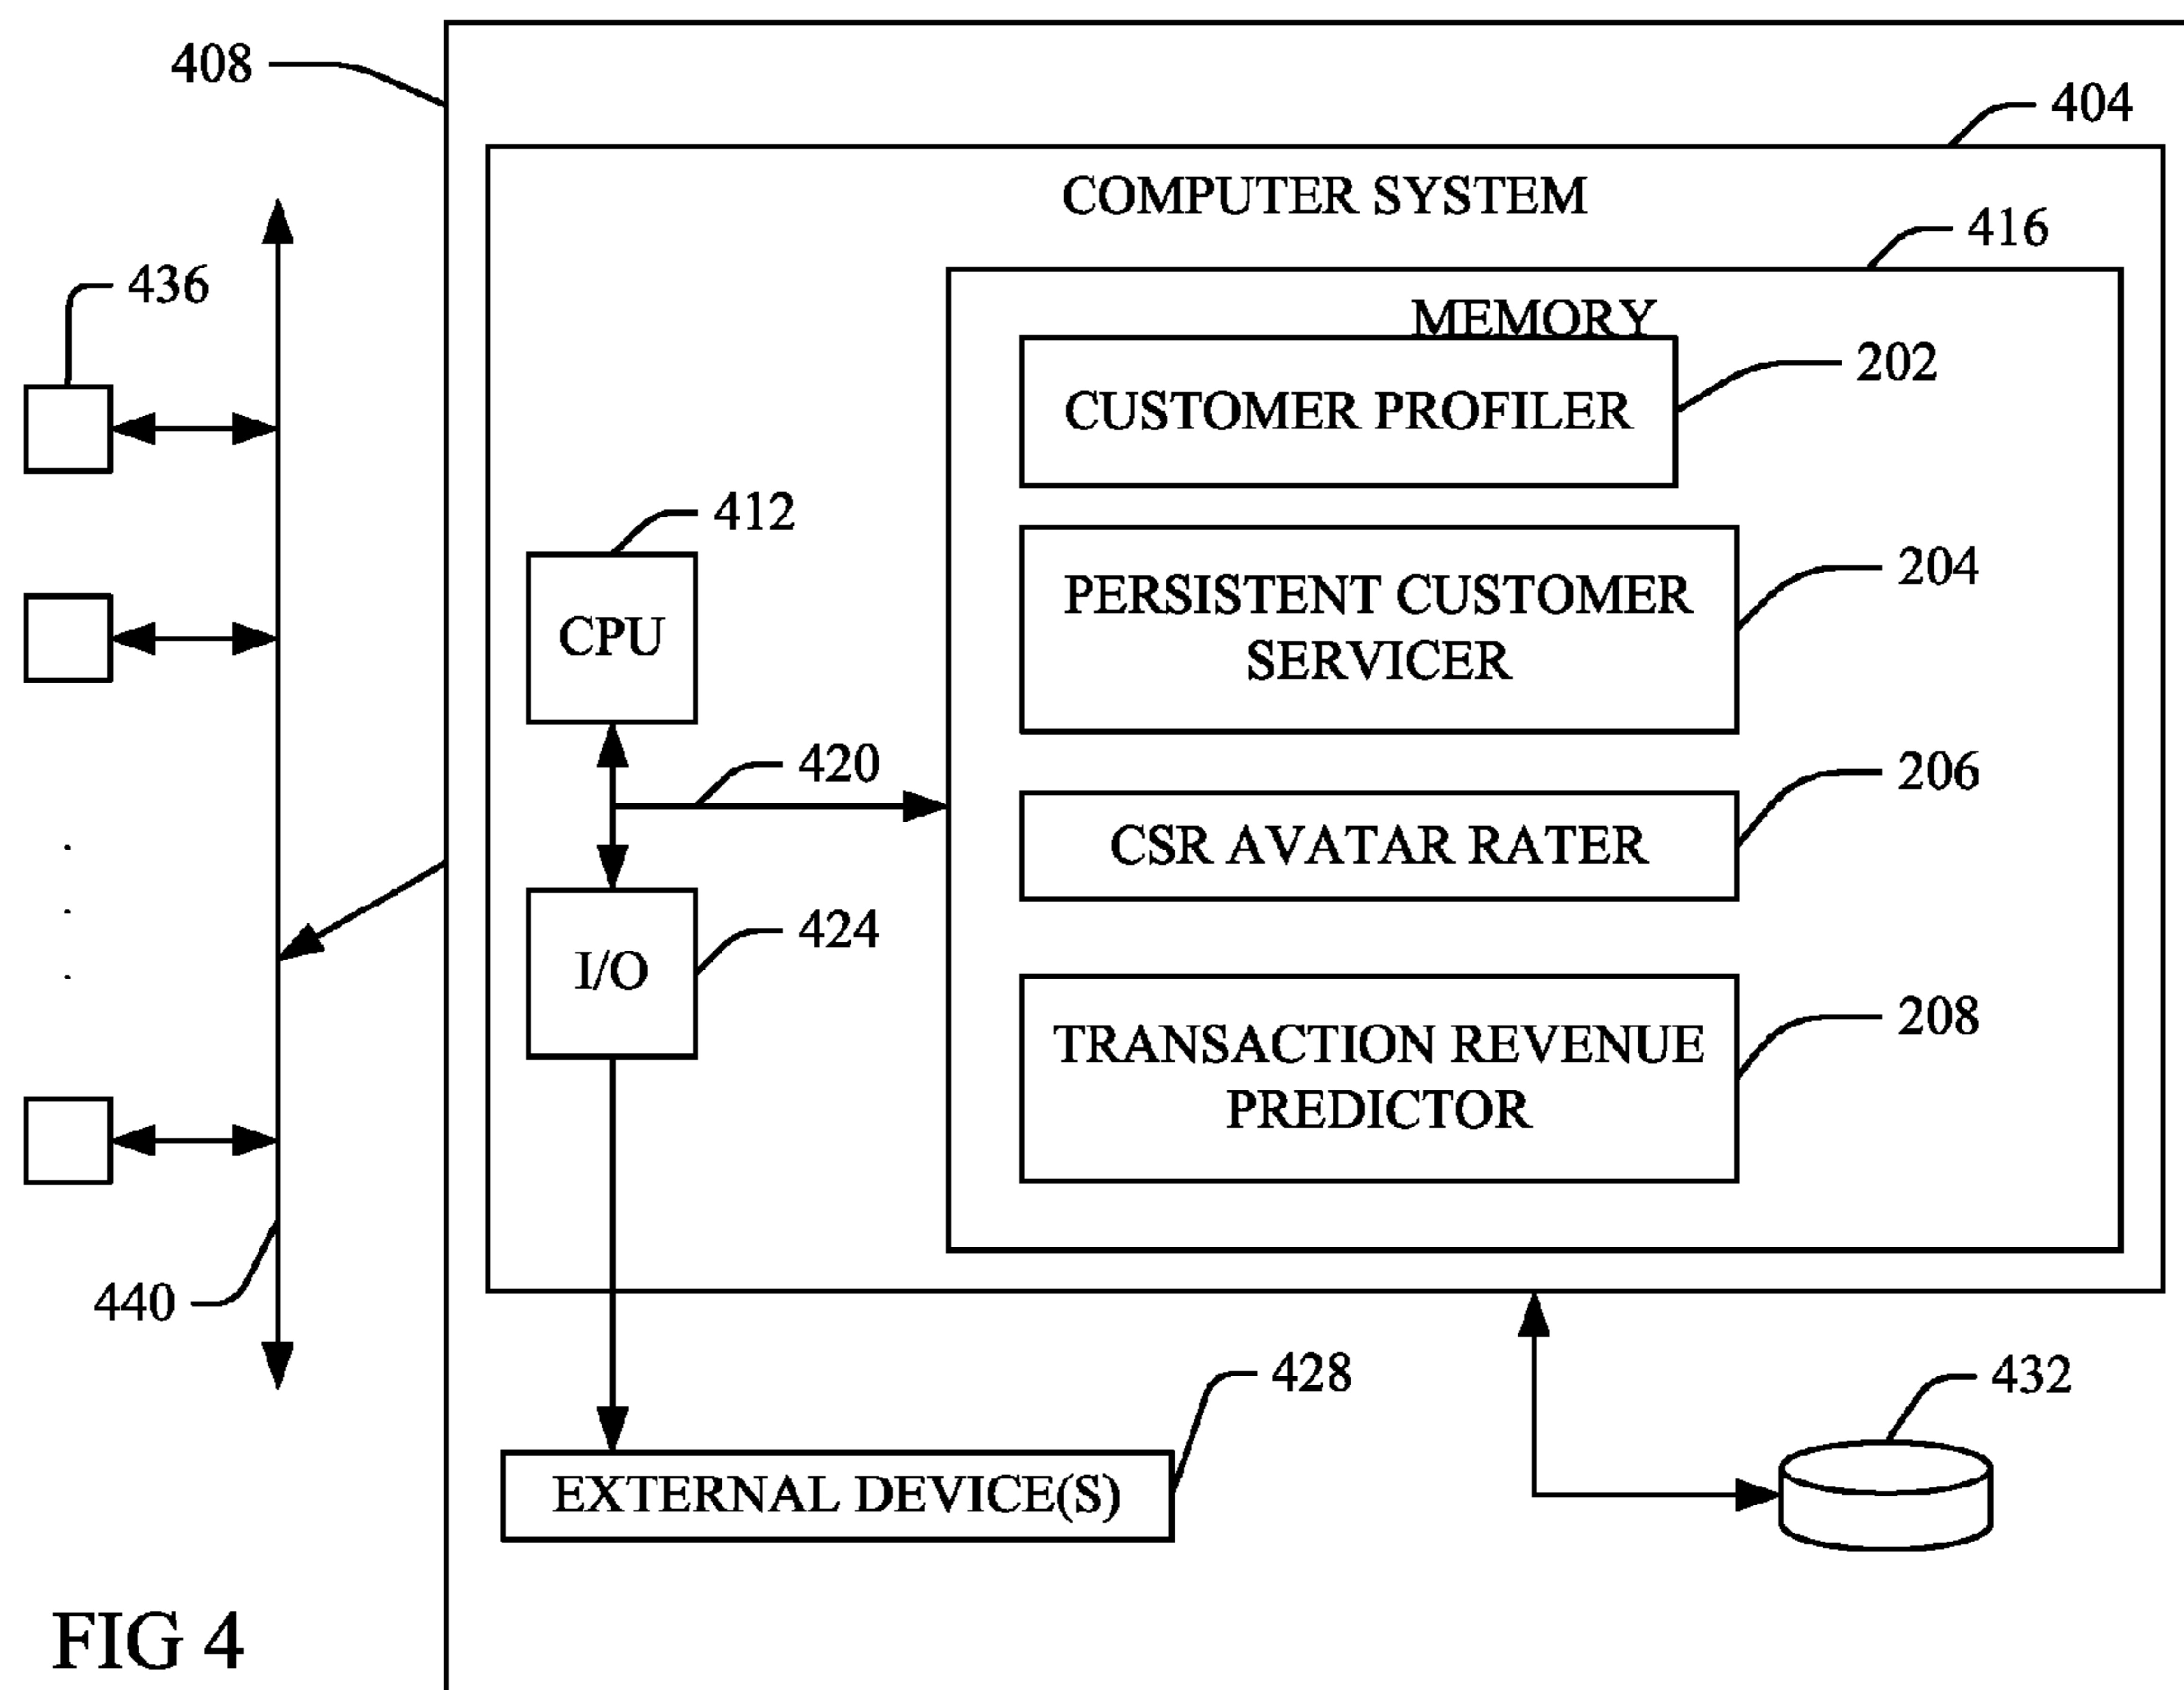 408
404
COMPUTER SYSTEM
416
436
MEMORY
202
CUSTOMER PROFILER
412
204
PERSISTENT CUSTOMER
SERVICER
CPU
420
206
CSR AVATAR RATER
424
I/O
208
TRANSACTION REVENUE
PREDICTOR
440
428
432
EXTERNAL DEVICE(S)
FIG 4